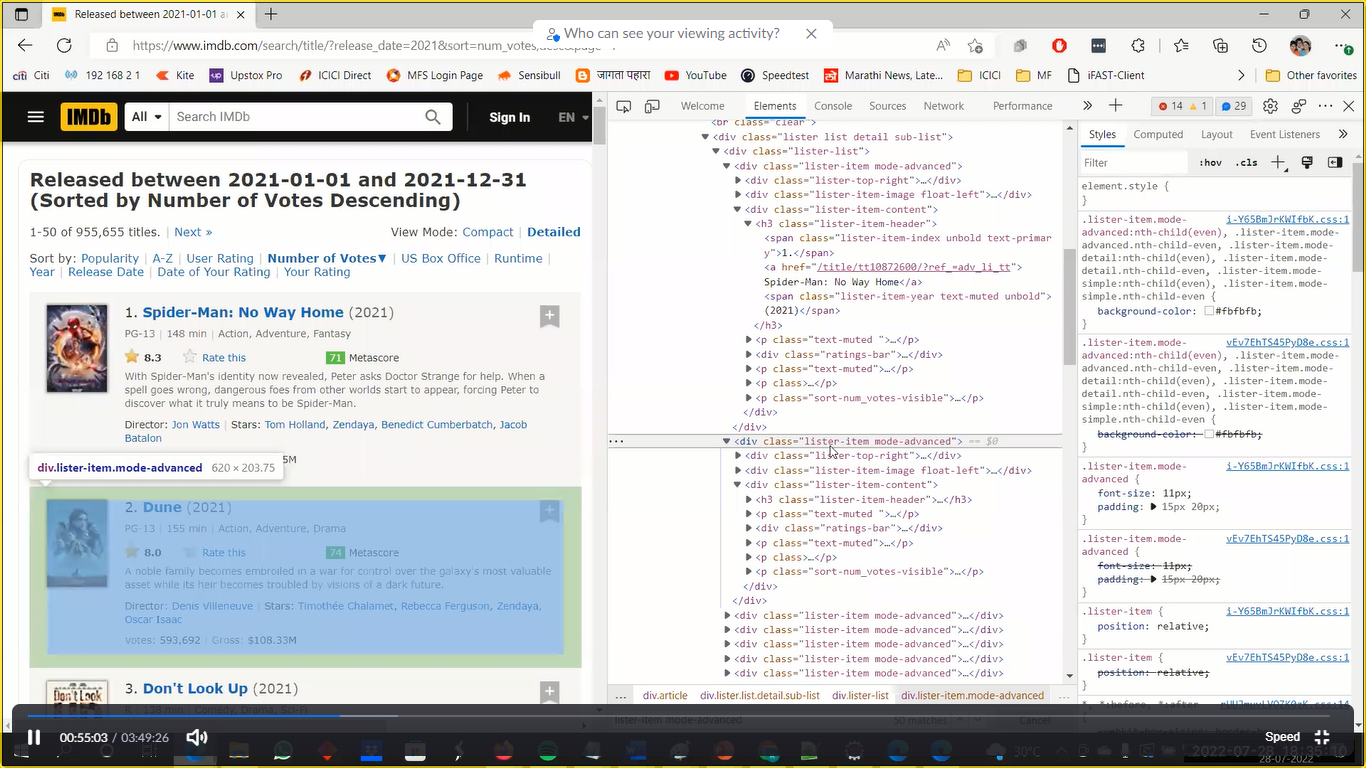 Released between 2021-01-01 a
Who can see your viewing activity?
https://www.imdb.com/search/title/?release_date=2021&sort=num_votes,desc&page
Citi 192 168 2 1 Kite Upstox Pro ICICI Direct MFS Login Page Sensibull जागता पहारा YouTube Speedtest Marathi News, Late... ICICI MF iFAST-Client Other favorites
IMDb All Search IMDb Sign In EN
Released between 2021-01-01 and 2021-12-31
(Sorted by Number of Votes Descending)
1-50 of 955,655 titles. | Next » View Mode: Compact | Detailed
Sort by: Popularity | A-Z | User Rating | Number of Votes▼ | US Box Office | Runtime |
Year | Release Date | Date of Your Rating | Your Rating
1. Spider-Man: No Way Home (2021)
PG-13 | 148 min | Action, Adventure, Fantasy
8.3 Rate this 71 Metascore
With Spider-Man's identity now revealed, Peter asks Doctor Strange for help. When a
spell goes wrong, dangerous foes from other worlds start to appear, forcing Peter to
discover what it truly means to be Spider-Man.
Director: Jon Watts | Stars: Tom Holland, Zendaya, Benedict Cumberbatch, Jacob
Batalon
5M
div.lister-item.mode-advanced 620 × 203.75
2. Dune (2021)
PG-13 | 155 min | Action, Adventure, Drama
8.0 Rate this 74 Metascore
A noble family becomes embroiled in a war for control over the galaxy's most valuable
asset while its heir becomes troubled by visions of a dark future.
Director: Denis Villeneuve | Stars: Timothée Chalamet, Rebecca Ferguson, Zendaya,
Oscar Isaac
Votes: 593,692 | Gross: $108.33M
Don't Look
3. Don't Look Up (2021)
R | 138 min | Comedy, Drama, Sci-Fi
Welcome Elements Console Sources Network Performance 14 1 29
<br class="clear">
<div class="lister list detail sub-list">
<div class="lister-list">
<div class="lister-item mode-advanced">
<div class="lister-top-right">…</div>
<div class="lister-item-image float-left">…</div>
<div class="lister-item-content">
<h3 class="lister-item-header">
<span class="lister-item-index unbold text-primar
y">1.</span>
<a href="/title/tt10872600/?ref_=adv_li_tt">
Spider-Man: No Way Home</a>
<span class="lister-item-year text-muted unbold">
(2021)</span>
</h3>
<p class="text-muted ">…</p>
<div class="ratings-bar">…</div>
<p class="text-muted">…</p>
<p class>…</p>
<p class="sort-num_votes-visible">…</p>
</div>
</div>
<div class="lister-item mode-advanced"> == $0
<div class="lister-top-right">…</div>
<div class="lister-item-image float-left">…</div>
<div class="lister-item-content">
<h3 class="lister-item-header">…</h3>
<p class="text-muted ">…</p>
<div class="ratings-bar">…</div>
<p class="text-muted">…</p>
<p class>…</p>
<p class="sort-num_votes-visible">…</p>
</div>
</div>
<div class="lister-item mode-advanced">…</div>
<div class="lister-item mode-advanced">…</div>
<div class="lister-item mode-advanced">…</div>
<div class="lister-item mode-advanced">…</div>
<div class="lister-item mode-advanced">…</div>
... div.article div.lister.list.detail.sub-list div.lister-list div.lister-item.mode-advanced ...
lister-item mode-advanced 50 matches Cancel
Styles Computed Layout Event Listeners
Filter :hov .cls
element.style {
}
.lister-item.mode- i-Y65BmJrKWIfbK.css:1
advanced:nth-child(even), .lister-item.mode-
detail:nth-child(even), .lister-item.mode-
simple:nth-child(even), .lister-item.mode-
simple.nth-child-even {
background-color: #fbfbfb;
}
.lister-item.mode- vEv7EhTS45PyD8e.css:1
advanced:nth-child(even), .lister-item.mode-
detail:nth-child(even), .lister-item.mode-
simple:nth-child(even), .lister-item.mode-
simple.nth-child-even {
background-color: #fbfbfb;
}
.lister-item.mode- i-Y65BmJrKWIfbK.css:1
advanced {
font-size: 11px;
padding: 15px 20px;
}
.lister-item.mode- vEv7EhTS45PyD8e.css:1
advanced {
font-size: 11px;
padding: 15px 20px;
}
.lister-item { i-Y65BmJrKWIfbK.css:1
position: relative;
}
.lister-item { vEv7EhTS45PyD8e.css:1
position: relative;
}
00:55:03 / 03:49:26 Speed
30°C
2022-07-28 18:35:10
28-07-2022